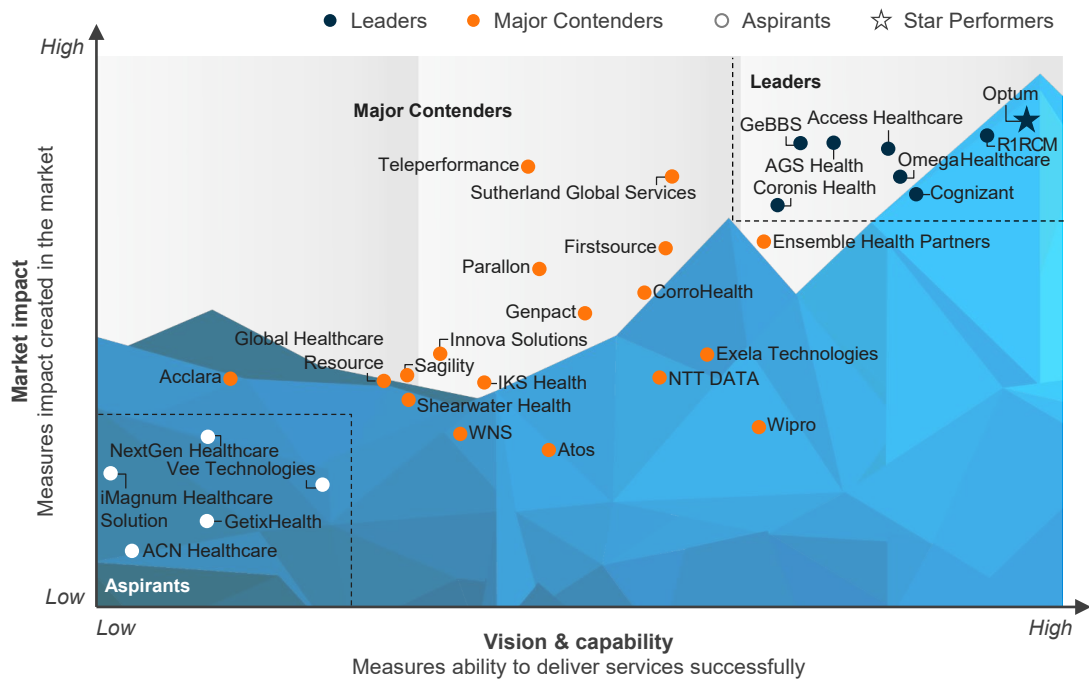 Leaders
Major Contenders
Aspirants
Star Performers
High
Major Contenders
Leaders
Optum
Access Healthcare
GeBBS
R1RCM
AGS Health
OmegaHealthcare
Teleperformance
Sutherland Global Services
Coronis Health
Cognizant
Firstsource
Ensemble Health Partners
Parallon
CorroHealth
Genpact
Global Healthcare
Resource
Innova Solutions
Sagility
Exela Technologies
Acclara
IKS Health
NTT DATA
Shearwater Health
WNS
Wipro
Atos
NextGen Healthcare
Vee Technologies
iMagnum Healthcare
Solution
GetixHealth
ACN Healthcare
Aspirants
Market impact
Measures impact created in the market
Low
Low
High
Vision & capability
Measures ability to deliver services successfully